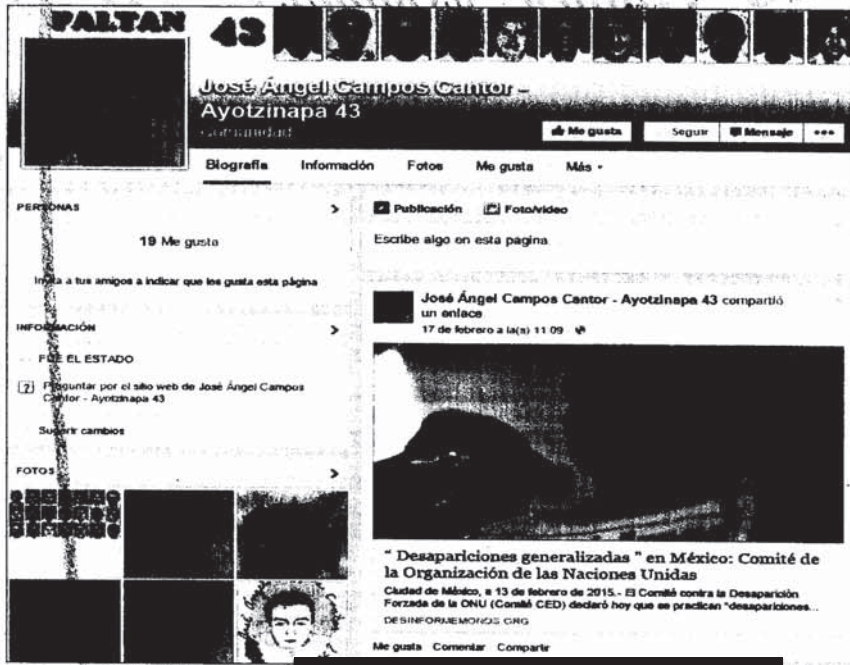 FALTAN 43
José Ángel Campos Cantor -
Ayotzinapa 43
Comunidad
Me gusta
Seguir
Mensaje
Biografía
Información
Fotos
Me gusta
Más
PERSONAS
19 Me gusta
Invita a tus amigos a indicar que les gusta esta página
INFORMACIÓN
FUE EL ESTADO
Preguntar por el sitio web de José Ángel Campos
Cantor - Ayotzinapa 43
Sugerir cambios
FOTOS
Publicación
Foto/video
Escribe algo en esta pagina
José Ángel Campos Cantor - Ayotzinapa 43 compartió
un enlace
17 de febrero a la(s) 11 09
" Desapariciones generalizadas " en México: Comité de
la Organización de las Naciones Unidas
Ciudad de México, a 13 de febrero de 2015.- El Comité contra la Desaparición
Forzada de la ONU (Comité CED) declaró hoy que se practican "desapariciones...
DESINFORMEMONOS.ORG
Me gusta Comentar Compartir